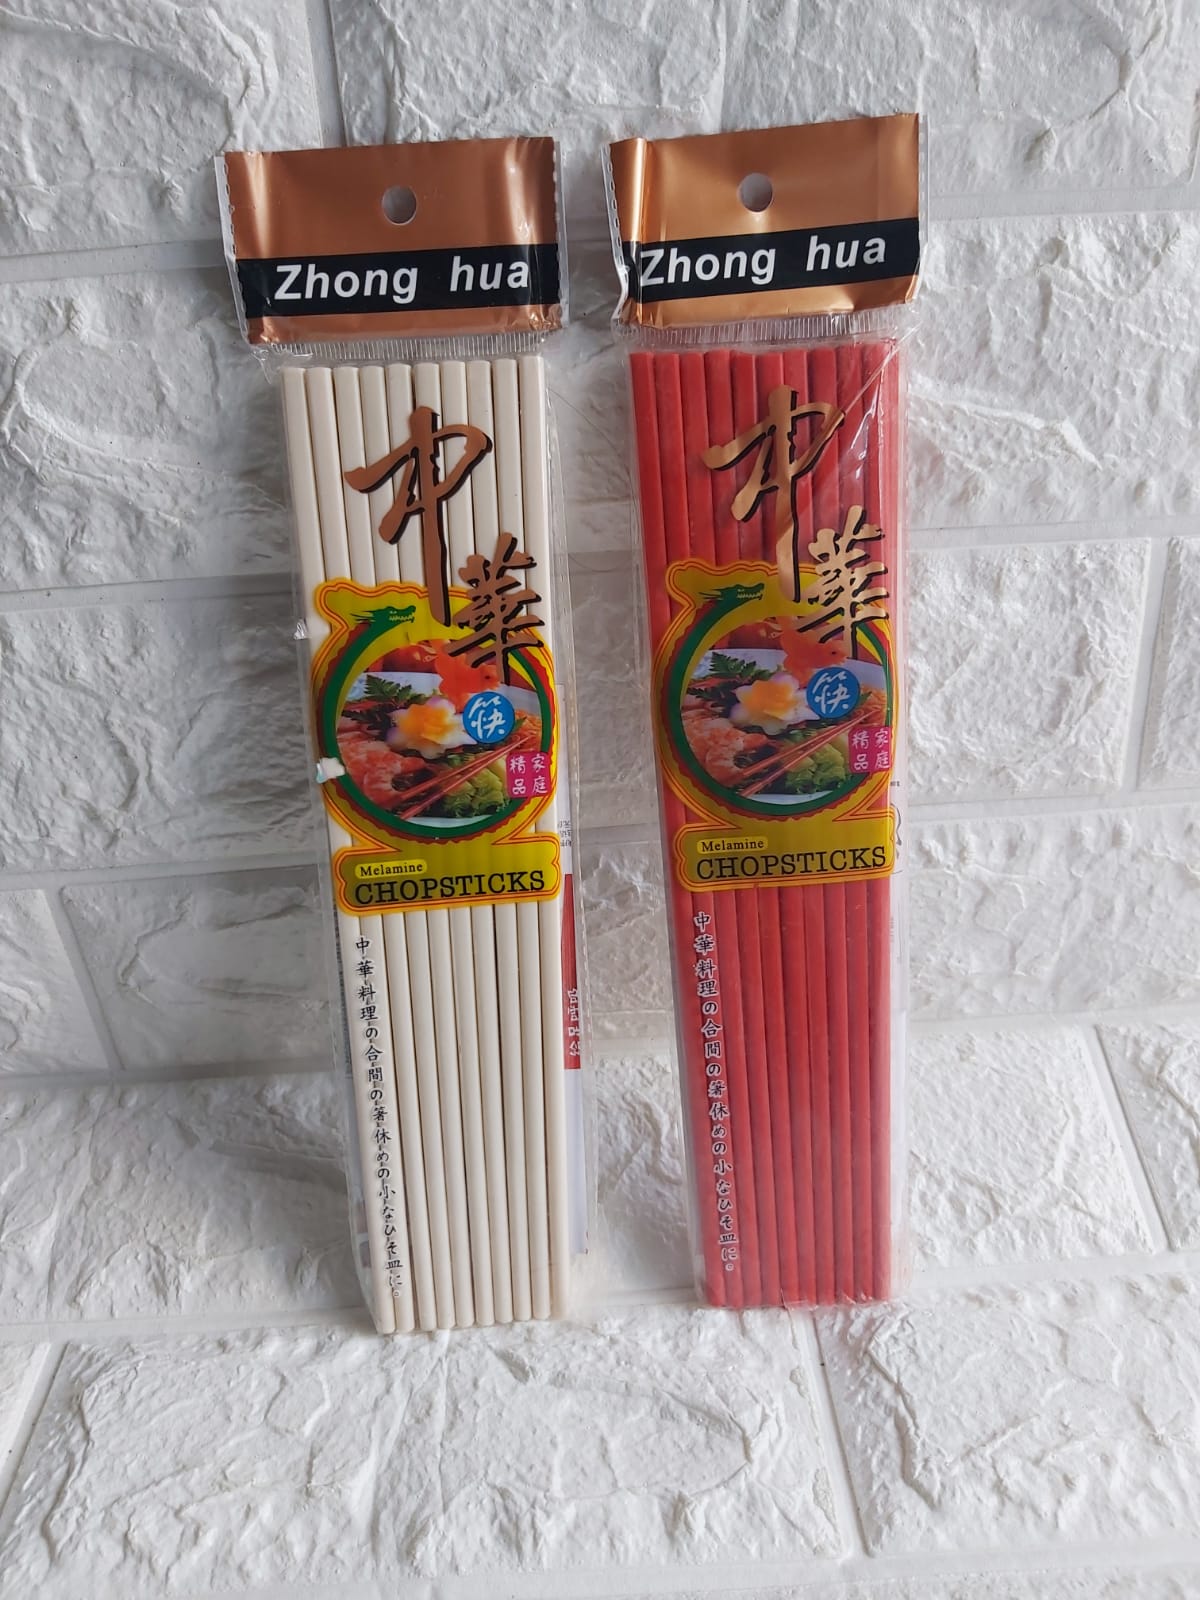 Zhong hua
中華
筷
家庭
精品
Melamine
CHOPSTICKS
中華料理の合間の箸休めの小なひそ皿に。
Zhong hua
中華
筷
家庭
精品
Melamine
CHOPSTICKS
中華料理の合間の箸休めの小なひそ皿に。